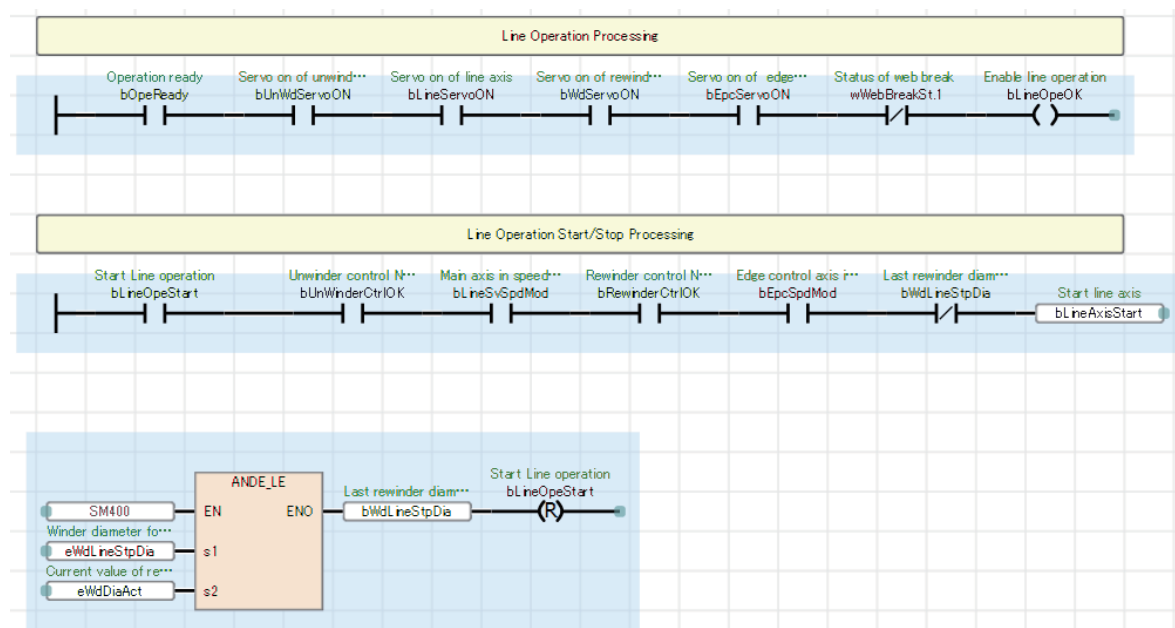 Line Operation Processing
Operation ready Servo on of unwind… Servo on of line axis Servo on of rewind… Servo on of edge… Status of web break Enable line operation
bOpeReady bUnWdServoON bLineServoON bWdServoON bEpcServoON wWebBreakSt.1 bLineOpeOK
Line Operation Start/Stop Processing
Start Line operation Unwinder control N… Main axis in speed… Rewinder control N… Edge control axis i… Last rewinder diam…
bLineOpeStart bUnWinderCtrlOK bLineSvSpdMod bRewinderCtrlOK bEpcSpdMod bWdLineStpDia Start line axis
bLineAxisStart
ANDE_LE
Start Line operation
Last rewinder diam… bLineOpeStart
SM400 EN ENO bWdLineStpDia (R)
Winder diameter fo…
eWdLineStpDia s1
Current value of re…
eWdDiaAct s2